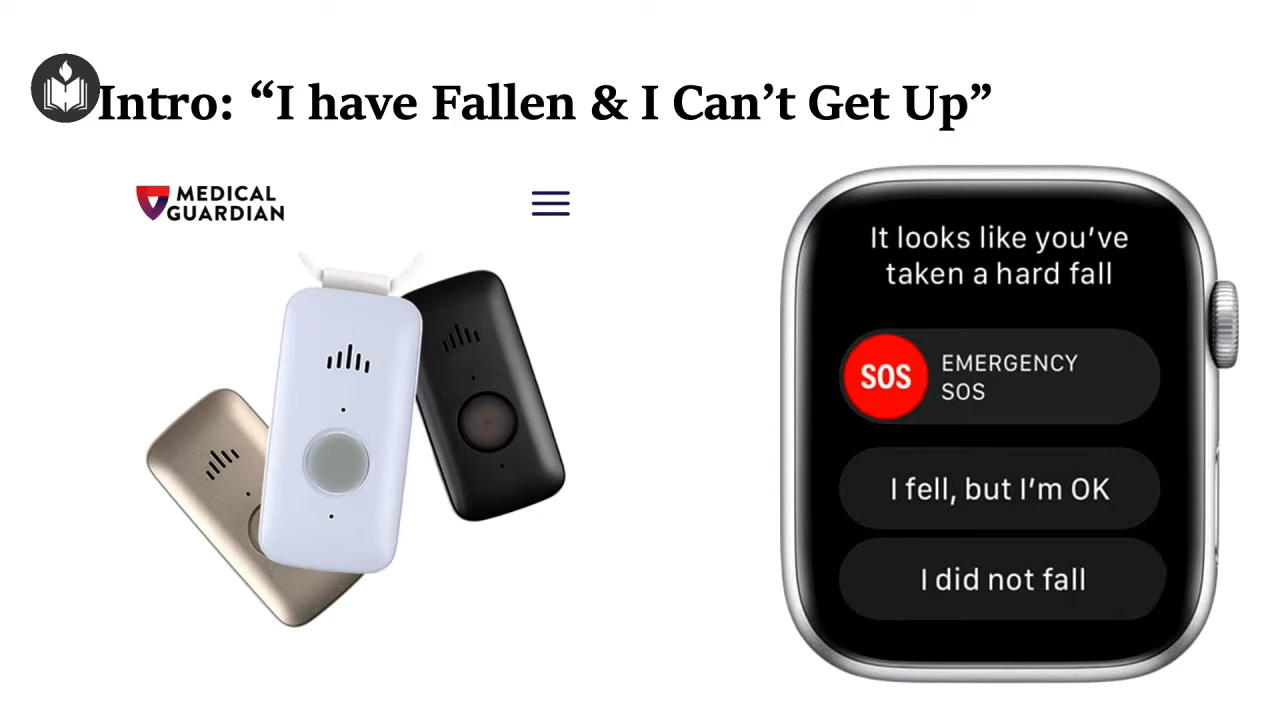 Intro: “I have Fallen & I Can’t Get Up”
MEDICAL
GUARDIAN
It looks like you’ve
taken a hard fall
SOS
EMERGENCY
SOS
I fell, but I’m OK
I did not fall